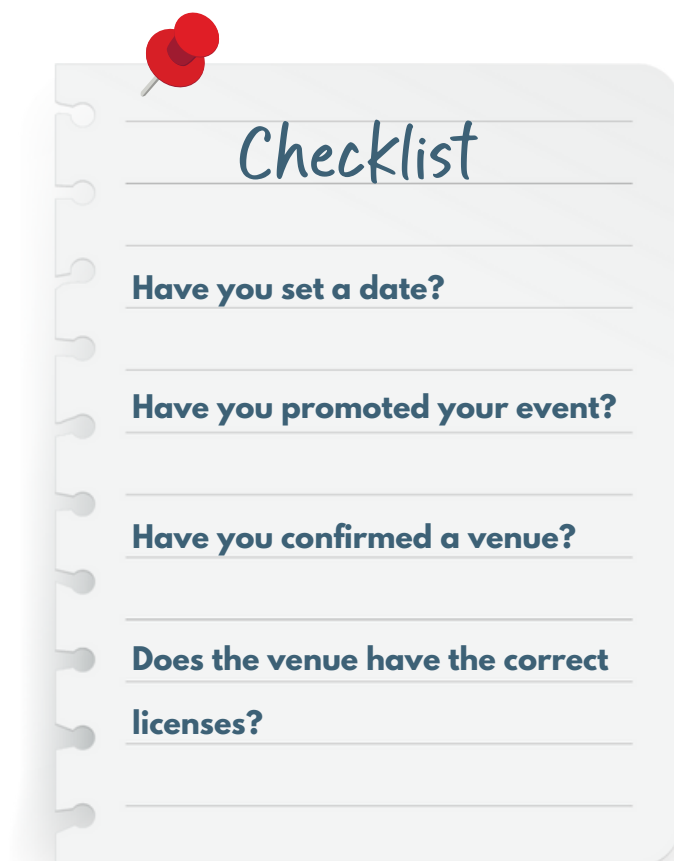 Checklist
Have you set a date?
Have you promoted your event?
Have you confirmed a venue?
Does the venue have the correct
licenses?